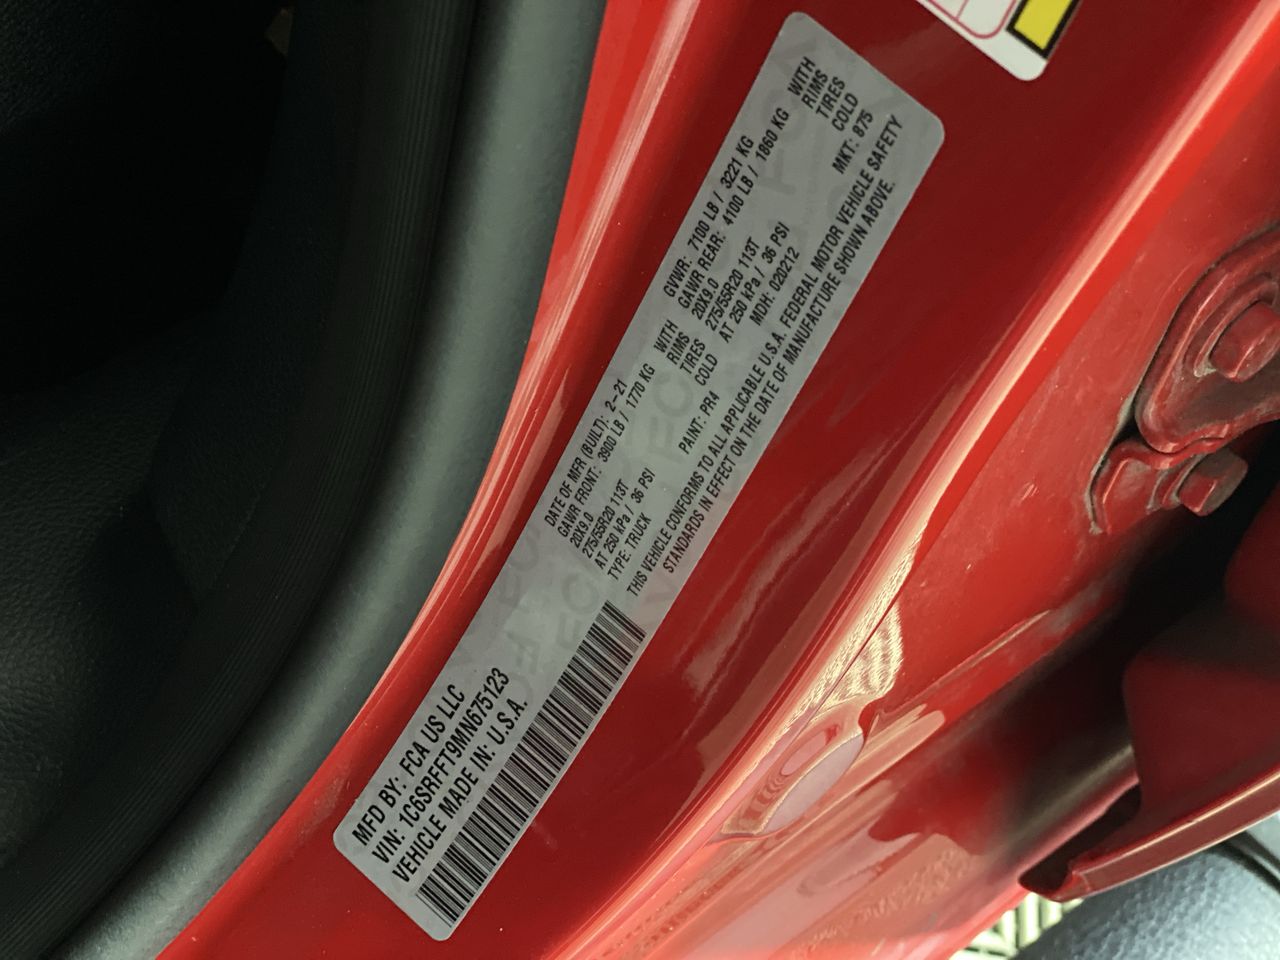 MFD BY: FCA US LLC
VIN: 1C6SRFFT9MN675123
VEHICLE MADE IN: U.S.A.
DATE OF MFR (BUILT): 2-21
GVWR: 7100 LB / 3221 KG
GAWR FRONT: 3900 LB / 1770 KG WITH
20X9.0 RIMS
275/55R20 113T TIRES
AT 250 kPa / 36 PSI COLD
GAWR REAR: 4100 LB / 1860 KG WITH
20X9.0 RIMS
275/55R20 113T TIRES
AT 250 kPa / 36 PSI COLD
TYPE: TRUCK PAINT: PR4 MDH: 020212 MKT: 875
THIS VEHICLE CONFORMS TO ALL APPLICABLE U.S.A. FEDERAL MOTOR VEHICLE SAFETY
STANDARDS IN EFFECT ON THE DATE OF MANUFACTURE SHOWN ABOVE.